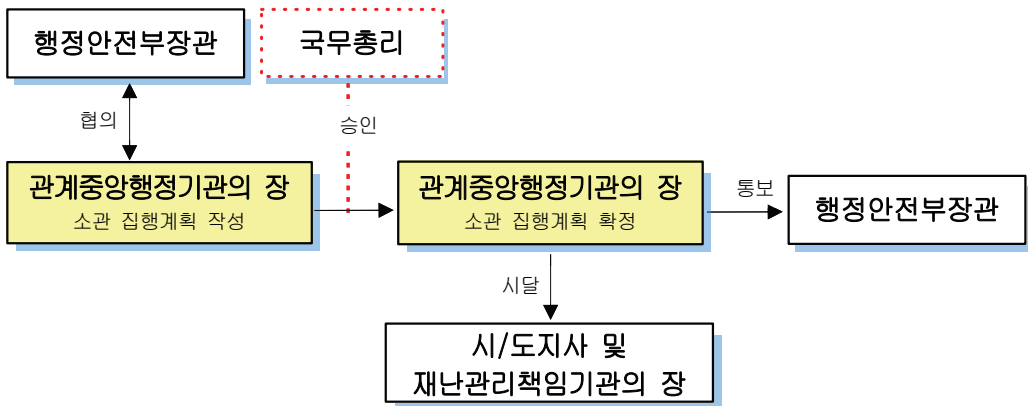 행정안전부장관
국무총리
협의
승인
관계중앙행정기관의 장
소관 집행계획 작성
관계중앙행정기관의 장
소관 집행계획 확정
통보
행정안전부장관
시달
시/도지사 및
재난관리책임기관의 장